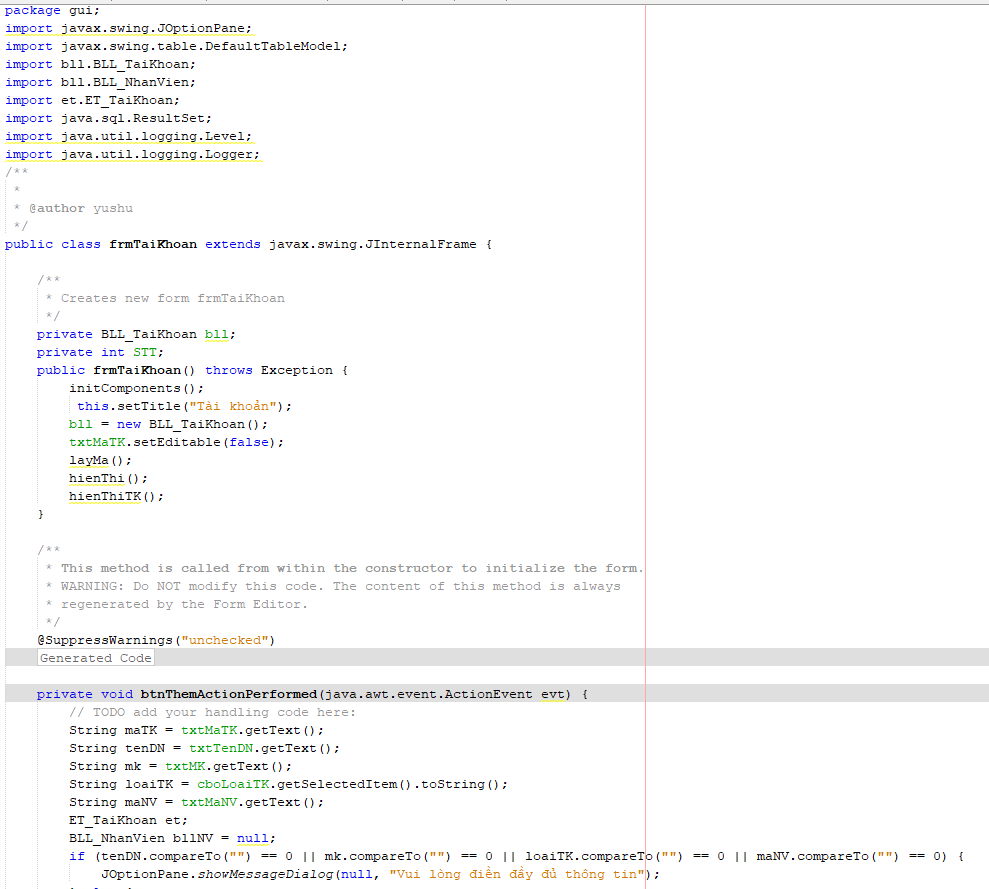 package gui;
import javax.swing.JOptionPane;
import javax.swing.table.DefaultTableModel;
import bll.BLL_TaiKhoan;
import bll.BLL_NhanVien;
import et.ET_TaiKhoan;
import java.sql.ResultSet;
import java.util.logging.Level;
import java.util.logging.Logger;
/**
 *
 * @author yushu
 */
public class frmTaiKhoan extends javax.swing.JInternalFrame {
    /**
     * Creates new form frmTaiKhoan
     */
    private BLL_TaiKhoan bll;
    private int STT;
    public frmTaiKhoan() throws Exception {
        initComponents();
         this.setTitle("Tài khoản");
        bll = new BLL_TaiKhoan();
        txtMaTK.setEditable(false);
        layMa();
        hienThi();
        hienThiTK();
    }
    /**
     * This method is called from within the constructor to initialize the form.
     * WARNING: Do NOT modify this code. The content of this method is always
     * regenerated by the Form Editor.
     */
    @SuppressWarnings("unchecked")
    Generated Code
    private void btnThemActionPerformed(java.awt.event.ActionEvent evt) {
        // TODO add your handling code here:
        String maTK = txtMaTK.getText();
        String tenDN = txtTenDN.getText();
        String mk = txtMK.getText();
        String loaiTK = cboLoaiTK.getSelectedItem().toString();
        String maNV = txtMaNV.getText();
        ET_TaiKhoan et;
        BLL_NhanVien bllNV = null;
        if (tenDN.compareTo("") == 0 || mk.compareTo("") == 0 || loaiTK.compareTo("") == 0 || maNV.compareTo("") == 0) {
            JOptionPane.showMessageDialog(null, "Vui lòng điền đầy đủ thông tin");